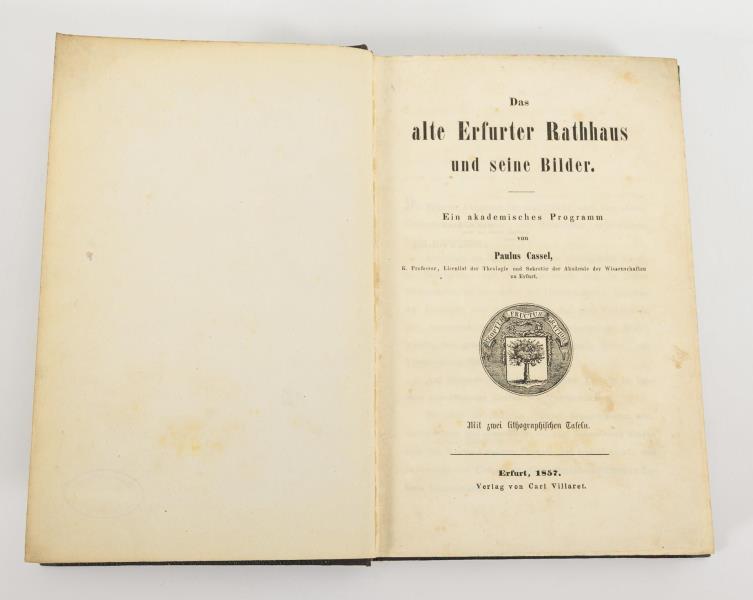 Das
alte Erfurter Rathhaus
und seine Bilder.
Ein akademisches Programm
von
Paulus Cassel,
K. Professor, Licentiat der Theologie und Sekretär der Akademie der Wissenschaften
zu Erfurt.
Mit zwei lithographischen Tafeln.
Erfurt, 1857.
Verlag von Carl Villaret.